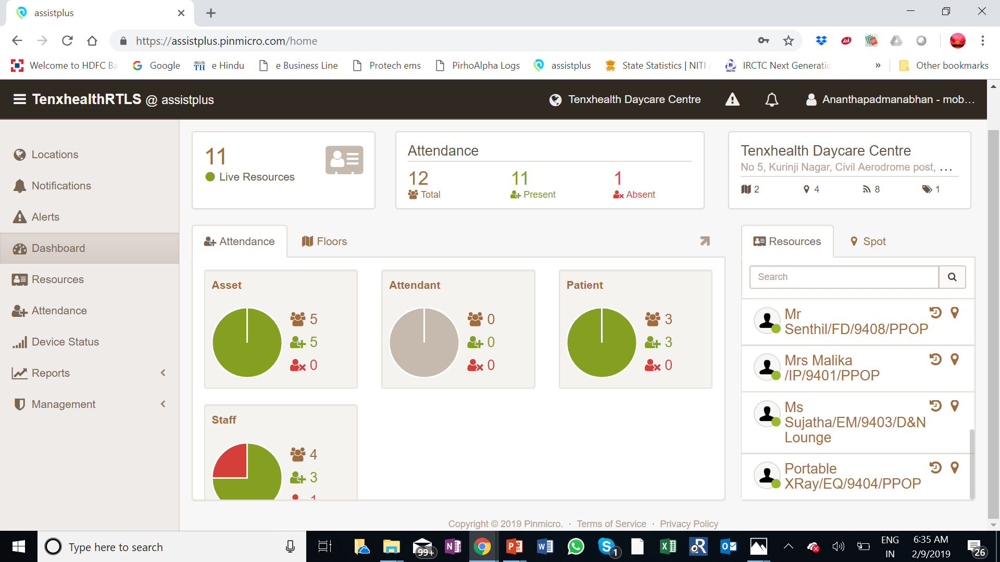 assistplus
https://assistplus.pinmicro.com/home
Ask
Welcome to HDFC Ba
Google
TH e Hindu
e Business Line
Protech ems
PirhoAlpha Logs
assistplus
State Statistics | NITI A
IRCTC Next Generatio
»
Other bookmarks
TenxhealthRTLS @ assistplus
Tenxhealth Daycare Centre
Ananthapadmanabhan - mob...
Locations
Notifications
Alerts
Dashboard
Resources
Attendance
Device Status
Reports
Management
11
Live Resources
Attendance
12 11 1
Total Present Absent
Tenxhealth Daycare Centre
No 5, Kurinji Nagar, Civil Aerodrome post, ...
2 4 8 1
Attendance Floors
Asset
5
5
0
Attendant
0
0
0
Patient
3
3
0
Staff
4
3
1
Resources Spot
Search
Mr
Senthil/FD/9408/PPOP
Mrs Malika
/IP/9401/PPOP
Ms
Sujatha/EM/9403/D&N
Lounge
Portable
XRay/EQ/9404/PPOP
Copyright © 2019 Pinmicro. · Terms of Service · Privacy Policy
Type here to search
99+
1
ENG
IN
6:35 AM
2/9/2019
26